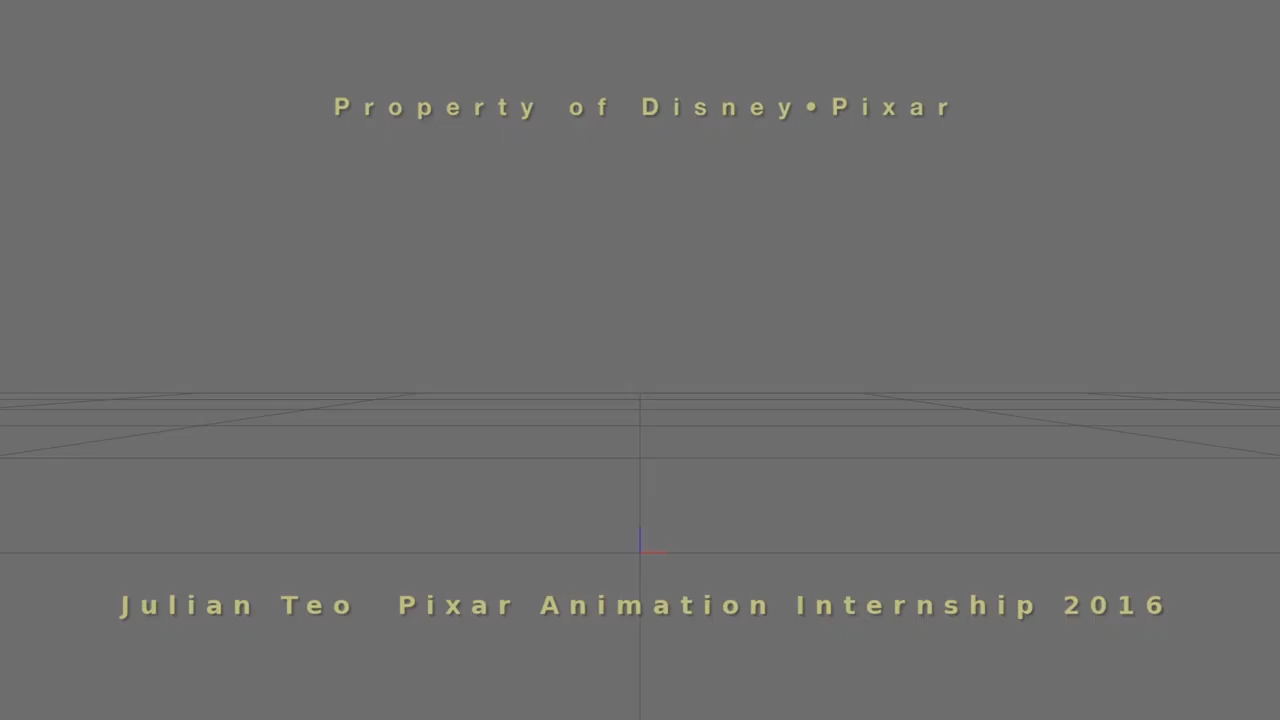 Property of Disney•Pixar
Julian Teo Pixar Animation Internship 2016